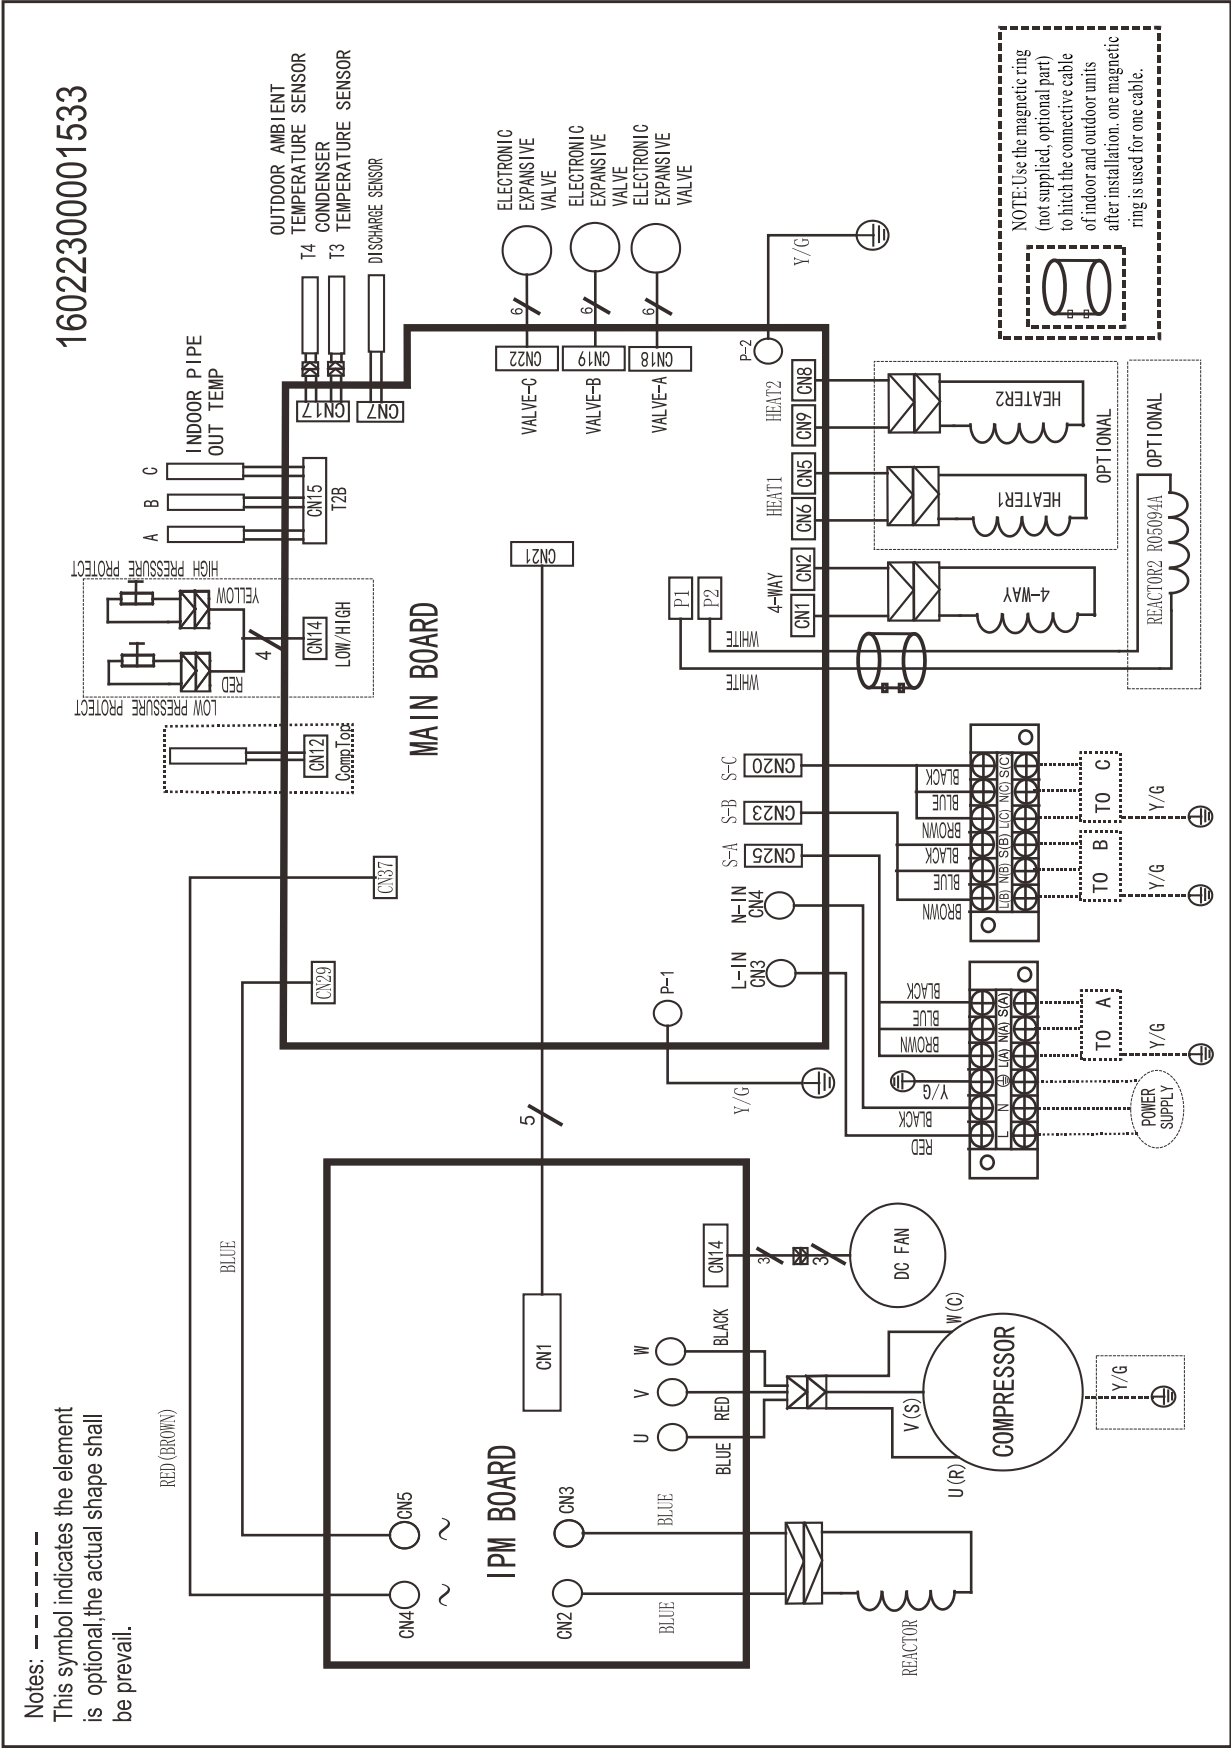 Notes:
This symbol indicates the element
is optional,the actual shape shall
be prevail.
16022300001533
LOW PRESSURE PROTECT
RED
HIGH PRESSURE PROTECT
YELLOW
4
CN14
LOW/HIGH
CompTop
CN12
A
B
C
INDOOR PIPE
OUT TEMP
CN15
T2B
OUTDOOR AMBIENT
TEMPERATURE SENSOR
T4
CONDENSER
T3
TEMPERATURE SENSOR
DISCHARGE SENSOR
CN17
CN7
RED(BROWN)
BLUE
CN37
CN29
MAIN BOARD
CN21
5
ELECTRONIC
EXPANSIVE
VALVE
ELECTRONIC
EXPANSIVE
VALVE
ELECTRONIC
EXPANSIVE
VALVE
6
6
6
CN22
CN19
CN18
VALVE-C
VALVE-B
VALVE-A
P-2
Y/G
NOTE:Use the magnetic ring
(not supplied, optional part)
to hitch the connective cable
of indoor and outdoor units
after installation. one magnetic
ring is used for one cable.
HEAT2
CN9
CN8
HEATER2
HEAT1
CN6
CN5
HEATER1
OPTIONAL
4-WAY
CN1
CN2
4-WAY
P1
P2
WHITE
WHITE
REACTOR2 R05094A
OPTIONAL
S-C
CN20
S-B
CN23
S-A
CN25
N-IN
CN4
L-IN
CN3
P-1
Y/G
BLACK
BLUE
BROWN
BLACK
BLUE
BROWN
L(B)
N(B)
S(B)
L(C)
N(C)
S(C)
TO C
Y/G
TO B
Y/G
BLACK
BLUE
BROWN
Y/G
BLACK
RED
L
N
L(A)
N(A)
S(A)
TO A
Y/G
POWER
SUPPLY
IPM BOARD
CN4
CN5
CN2
CN3
BLUE
BLUE
REACTOR
CN1
U
V
W
BLUE
RED
BLACK
CN14
3
3
DC FAN
U(R)
V(S)
W(C)
COMPRESSOR
Y/G